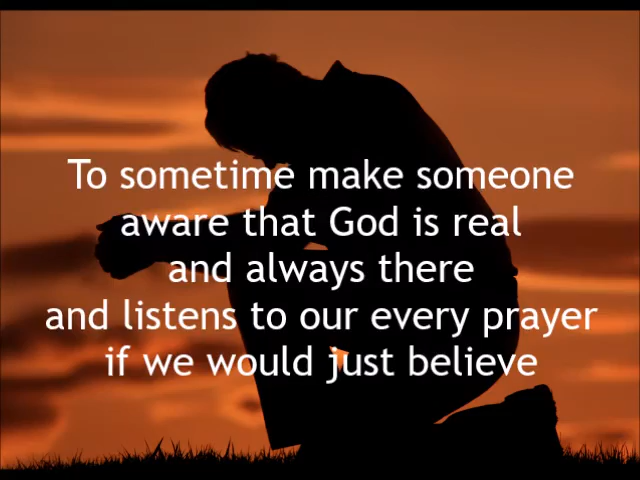 To sometime make someone
aware that God is real
and always there
and listens to our every prayer
if we would just believe